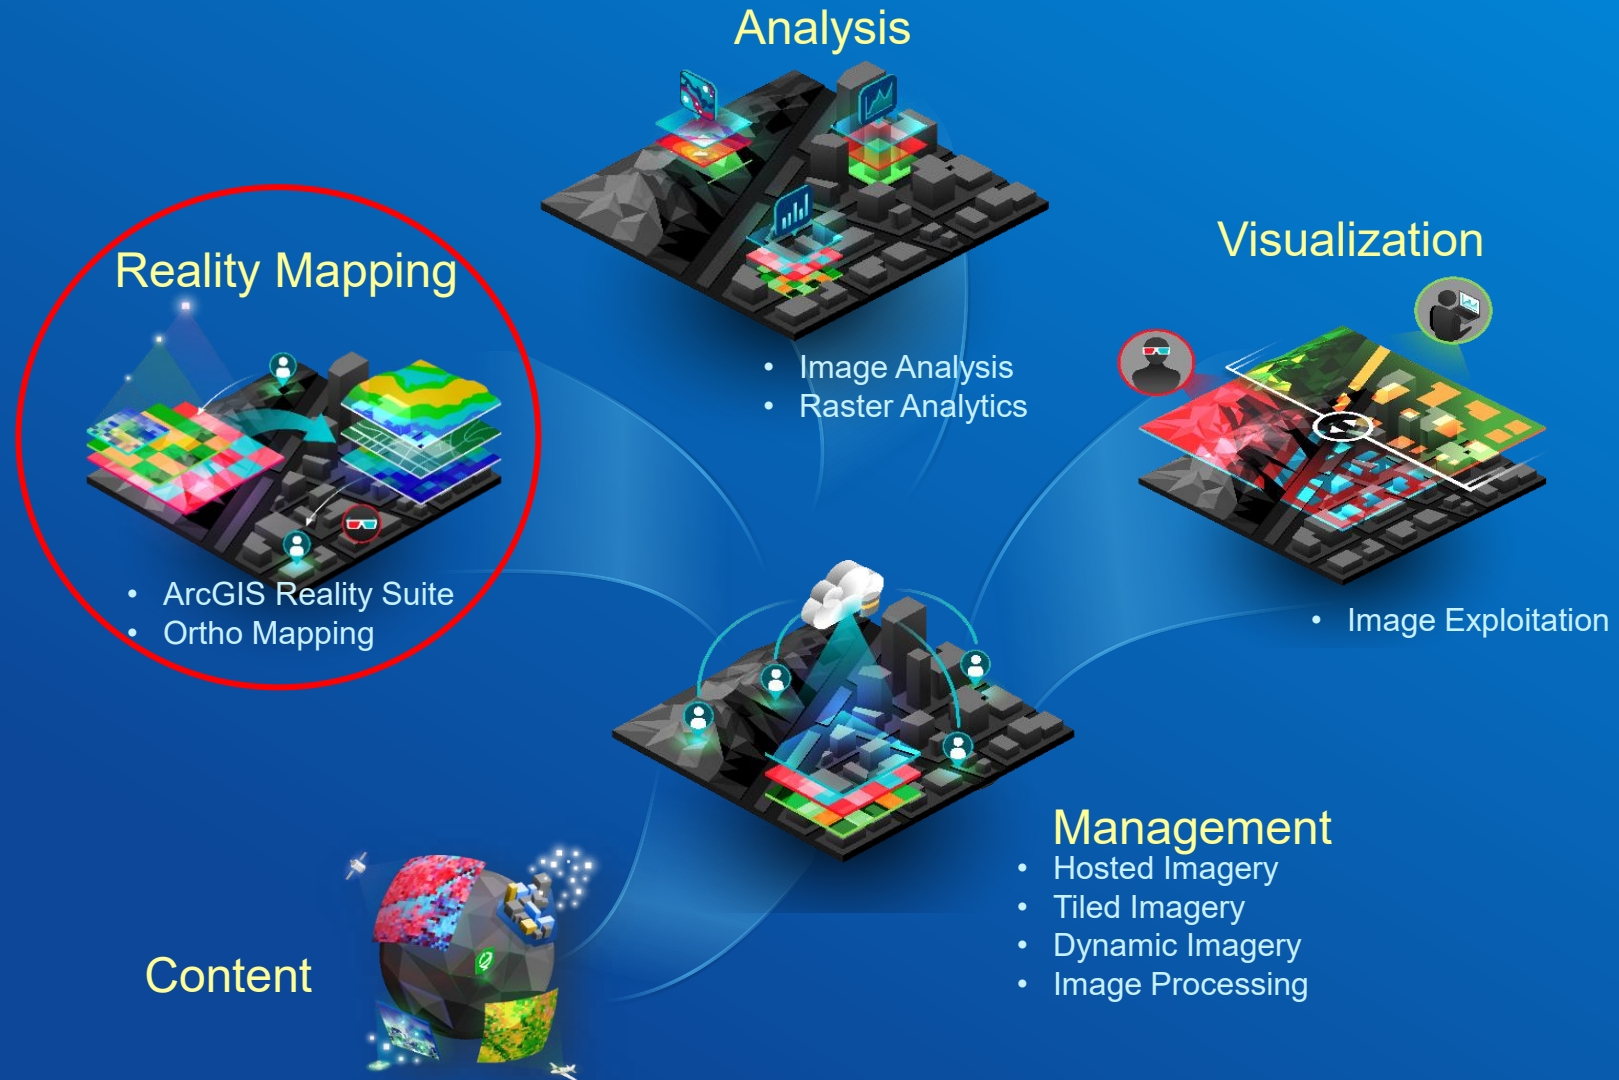 Analysis
• Image Analysis
• Raster Analytics
Reality Mapping
• ArcGIS Reality Suite
• Ortho Mapping
Visualization
• Image Exploitation
Management
• Hosted Imagery
• Tiled Imagery
• Dynamic Imagery
• Image Processing
Content